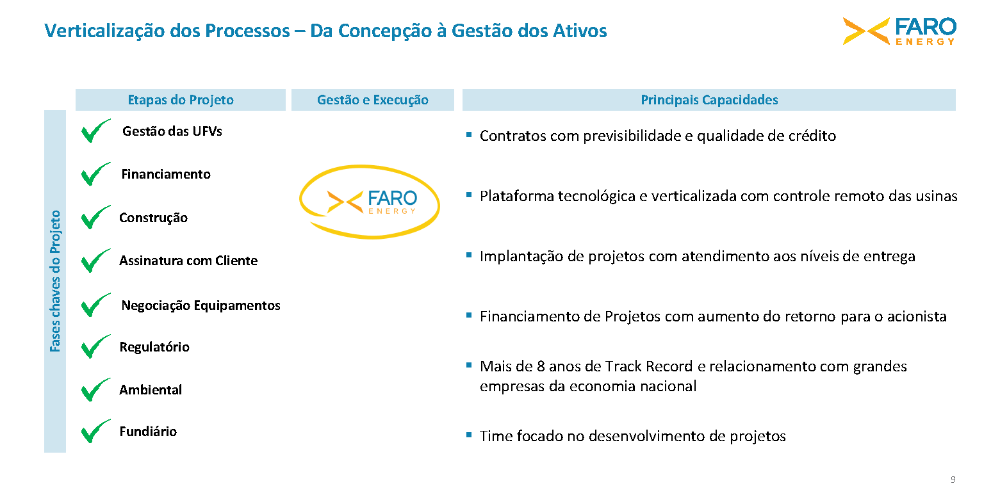 Verticalização dos Processos – Da Concepção à Gestão dos Ativos
FARO
ENERGY
Etapas do Projeto
Gestão e Execução
Principais Capacidades
Fases chaves do Projeto
Gestão das UFVs
Financiamento
Construção
Assinatura com Cliente
Negociação Equipamentos
Regulatório
Ambiental
Fundiário
FARO
ENERGY
▪ Contratos com previsibilidade e qualidade de crédito
▪ Plataforma tecnológica e verticalizada com controle remoto das usinas
▪ Implantação de projetos com atendimento aos níveis de entrega
▪ Financiamento de Projetos com aumento do retorno para o acionista
▪ Mais de 8 anos de Track Record e relacionamento com grandes
empresas da economia nacional
▪ Time focado no desenvolvimento de projetos
9